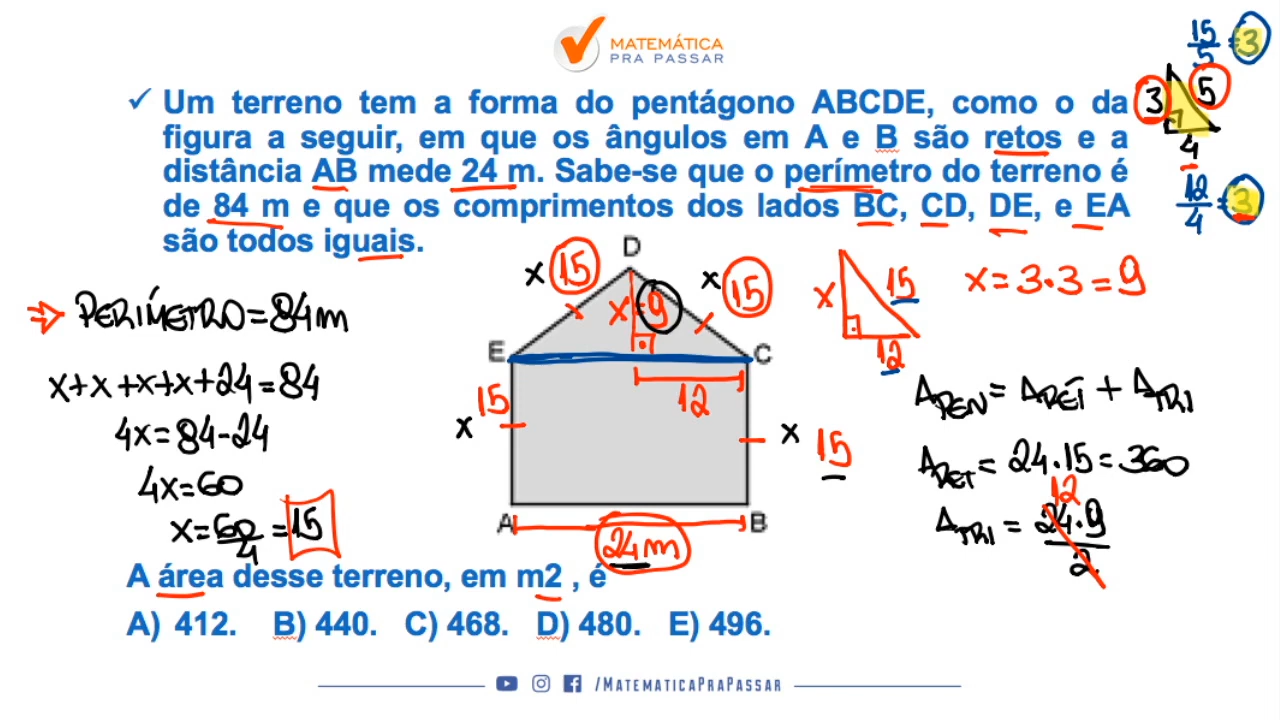 MATEMÁTICA
PRA PASSAR
✓ Um terreno tem a forma do pentágono ABCDE, como o da
figura a seguir, em que os ângulos em A e B são retos e a
distância AB mede 24 m. Sabe-se que o perímetro do terreno é
de 84 m e que os comprimentos dos lados BC, CD, DE, e EA
são todos iguais.
15/5 = 3
3 5
4
12/4 = 3
⇒ PERÍMETRO = 84m
x+x+x+x+24=84
4x=84-24
4x=60
x=60/4=15
D
x 15 x 15
x=9
E C
15 12
x x 15
A B
24m
x 15
12
x=3·3=9
APEN = ARET + ATRI
ARET = 24·15=360
12
ATRI = 24·9/2
A área desse terreno, em m2 , é
A) 412. B) 440. C) 468. D) 480. E) 496.
/MatematicaPraPassar